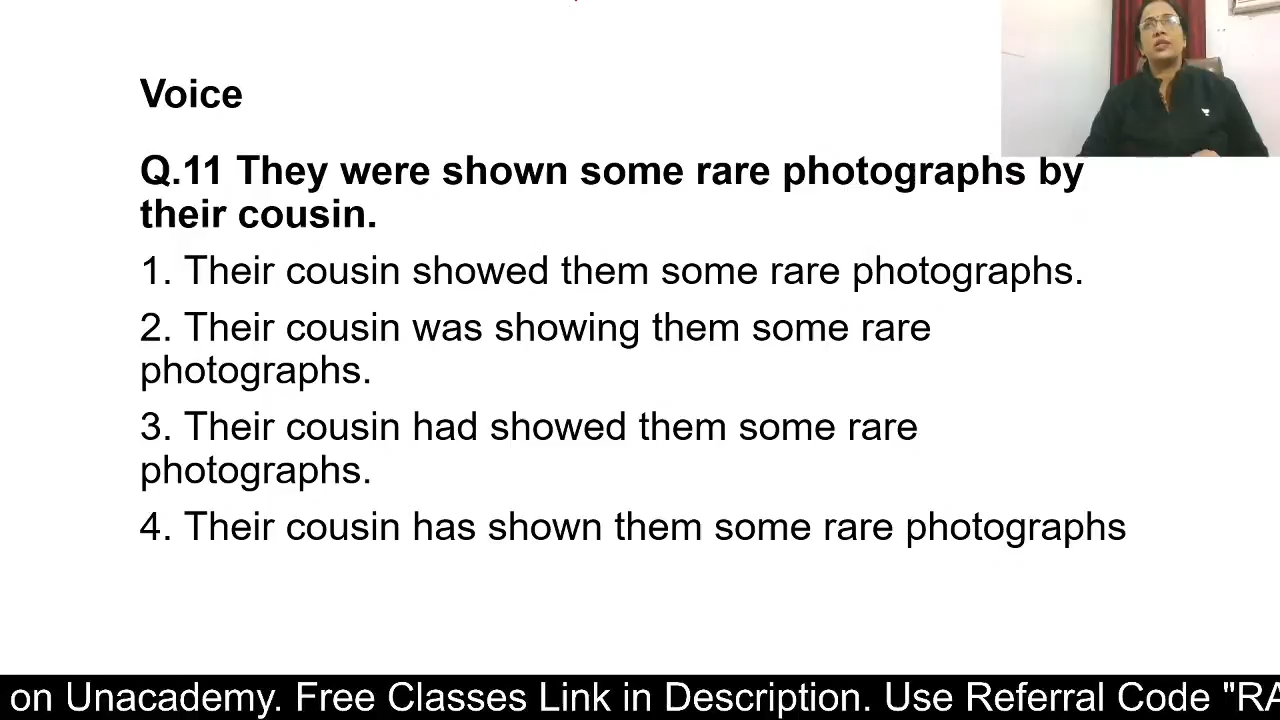 Voice
Q.11 They were shown some rare photographs by
their cousin.
1. Their cousin showed them some rare photographs.
2. Their cousin was showing them some rare
photographs.
3. Their cousin had showed them some rare
photographs.
4. Their cousin has shown them some rare photographs
on Unacademy. Free Classes Link in Description. Use Referral Code "RA